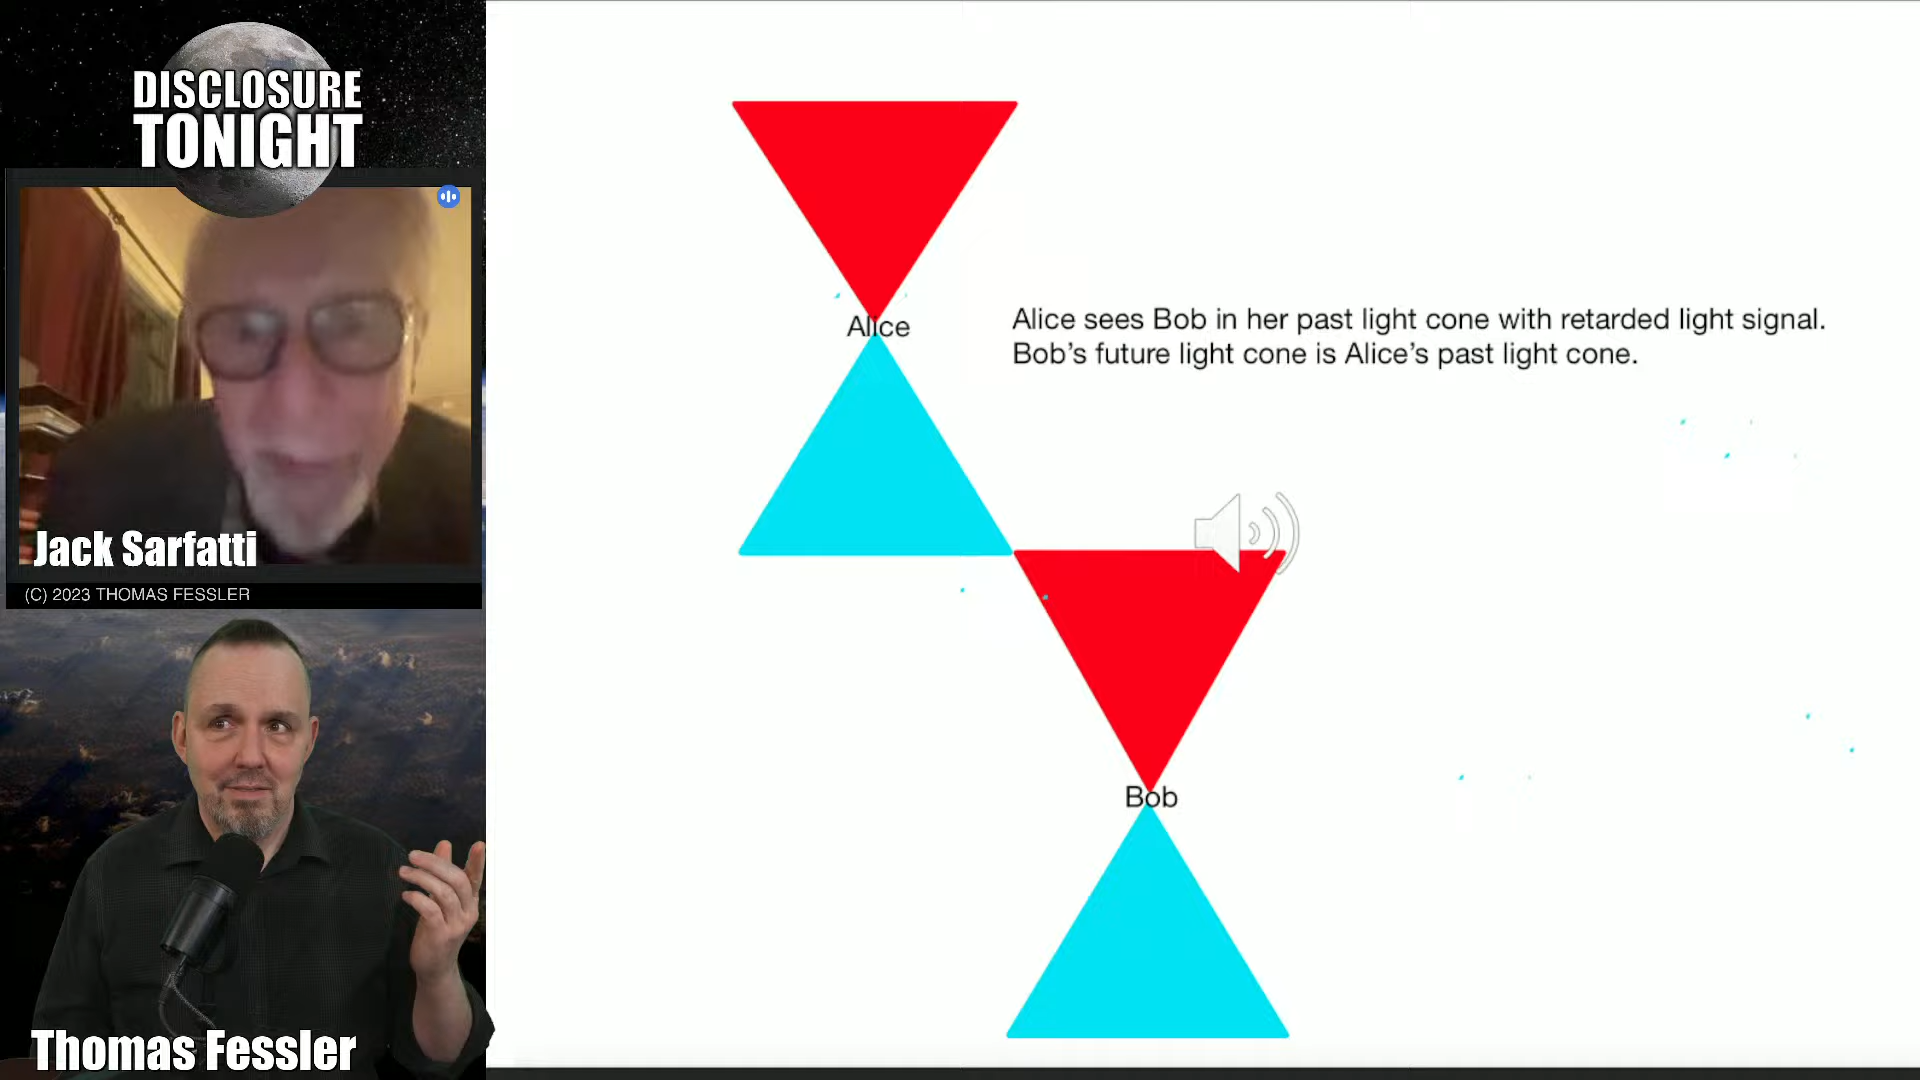 DISCLOSURE
TONIGHT
Jack Sarfatti
(C) 2023 THOMAS FESSLER
Thomas Fessler
Alice
Alice sees Bob in her past light cone with retarded light signal.
Bob’s future light cone is Alice’s past light cone.
Bob